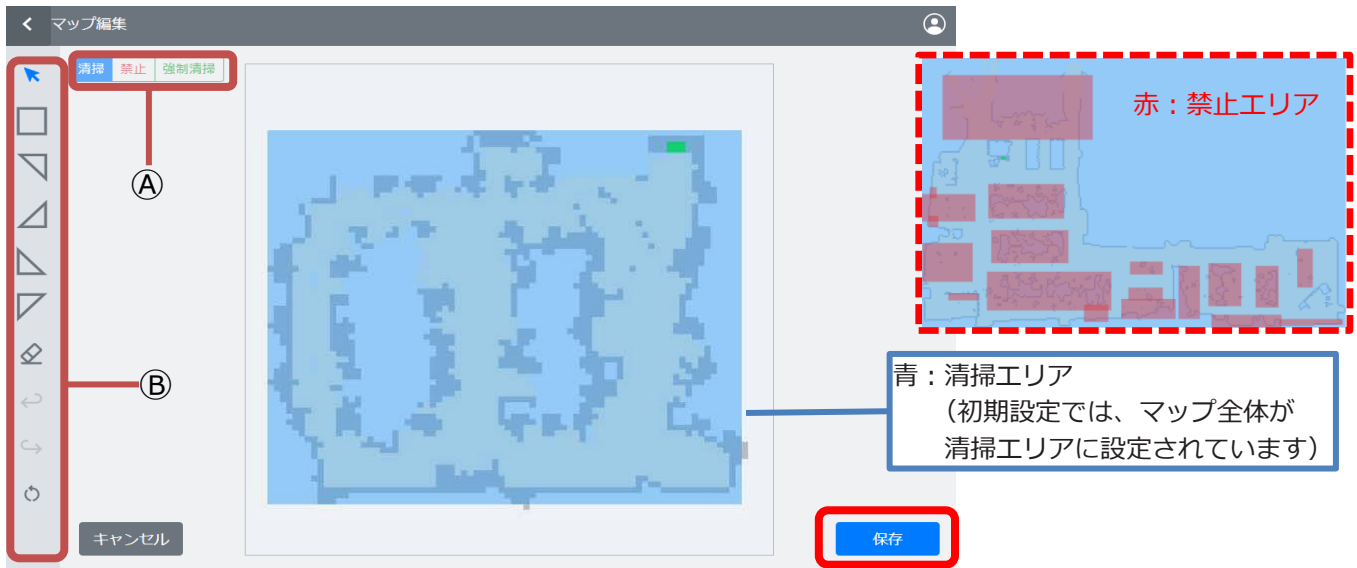 マップ編集
清掃 禁止 強制清掃
Ⓐ
Ⓑ
赤：禁止エリア
青：清掃エリア
（初期設定では、マップ全体が
清掃エリアに設定されています）
キャンセル
保存